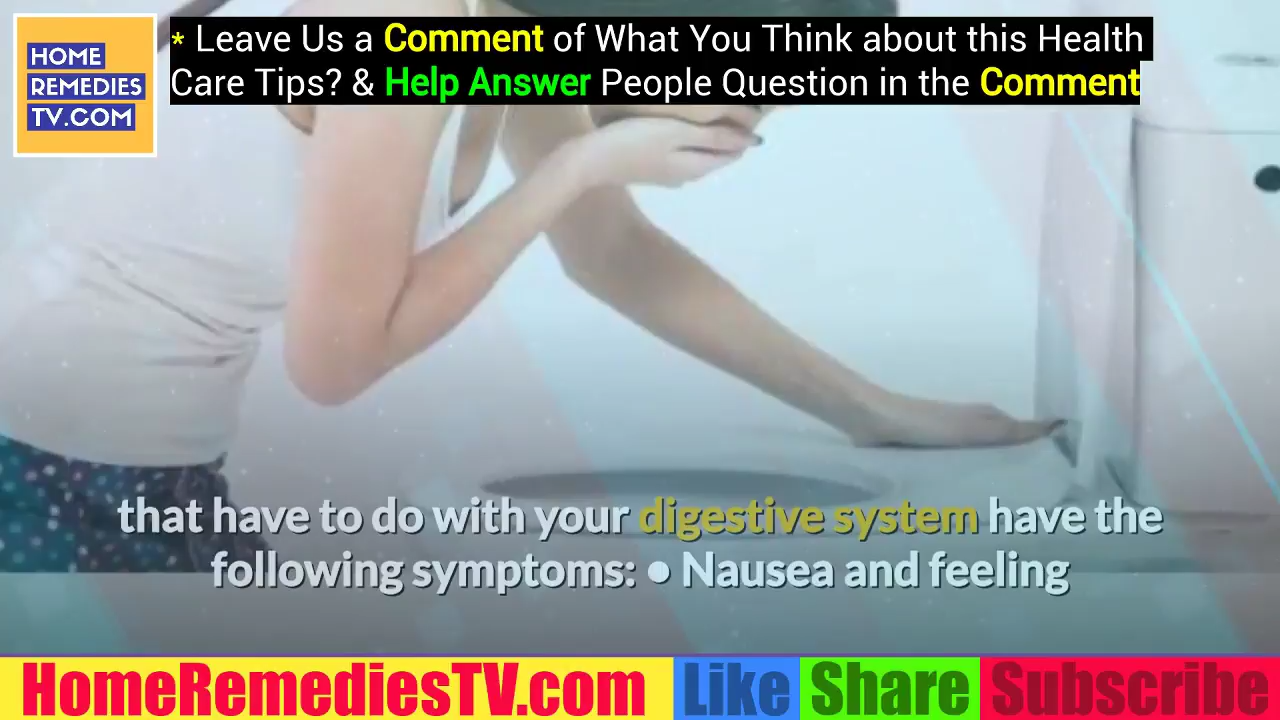 HOME
REMEDIES
TV.COM
* Leave Us a Comment of What You Think about this Health
Care Tips? & Help Answer People Question in the Comment
that have to do with your digestive system have the
following symptoms: ● Nausea and feeling
HomeRemediesTV.com Like Share Subscribe